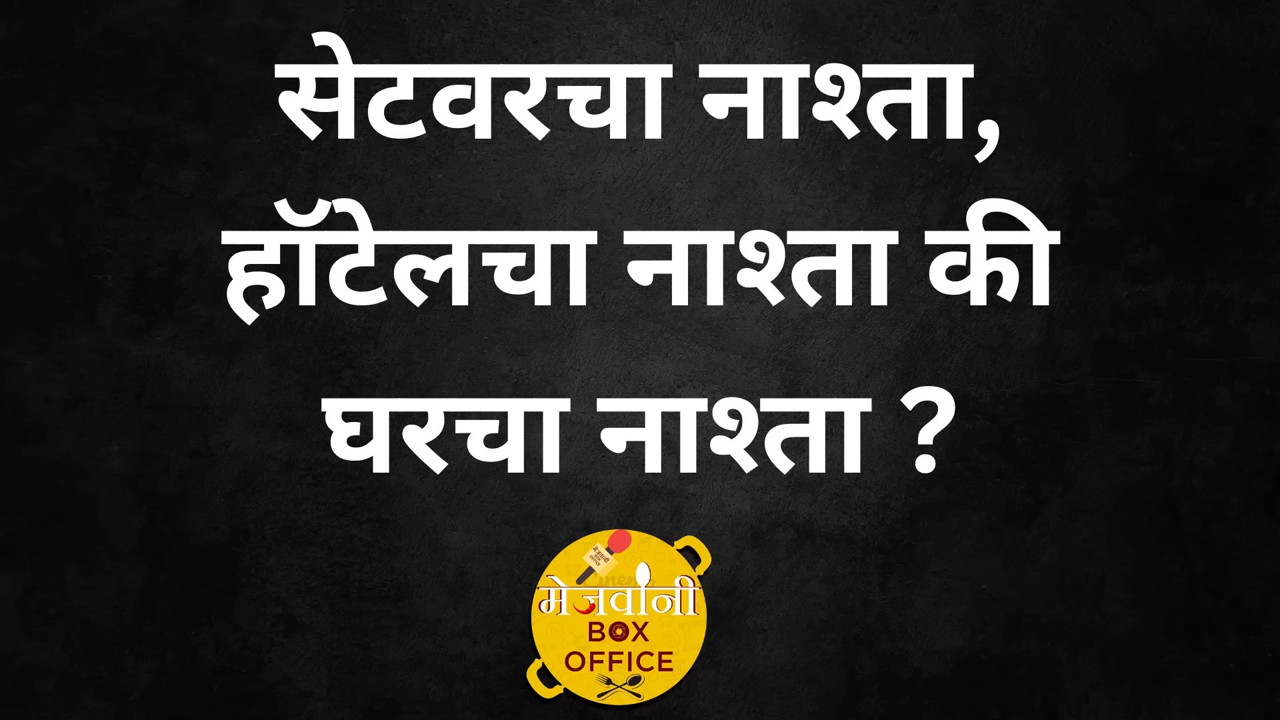 सेटवरचा नाश्ता,
हॉटेलचा नाश्ता की
घरचा नाश्ता ?
मेजवानी
BOX
OFFICE